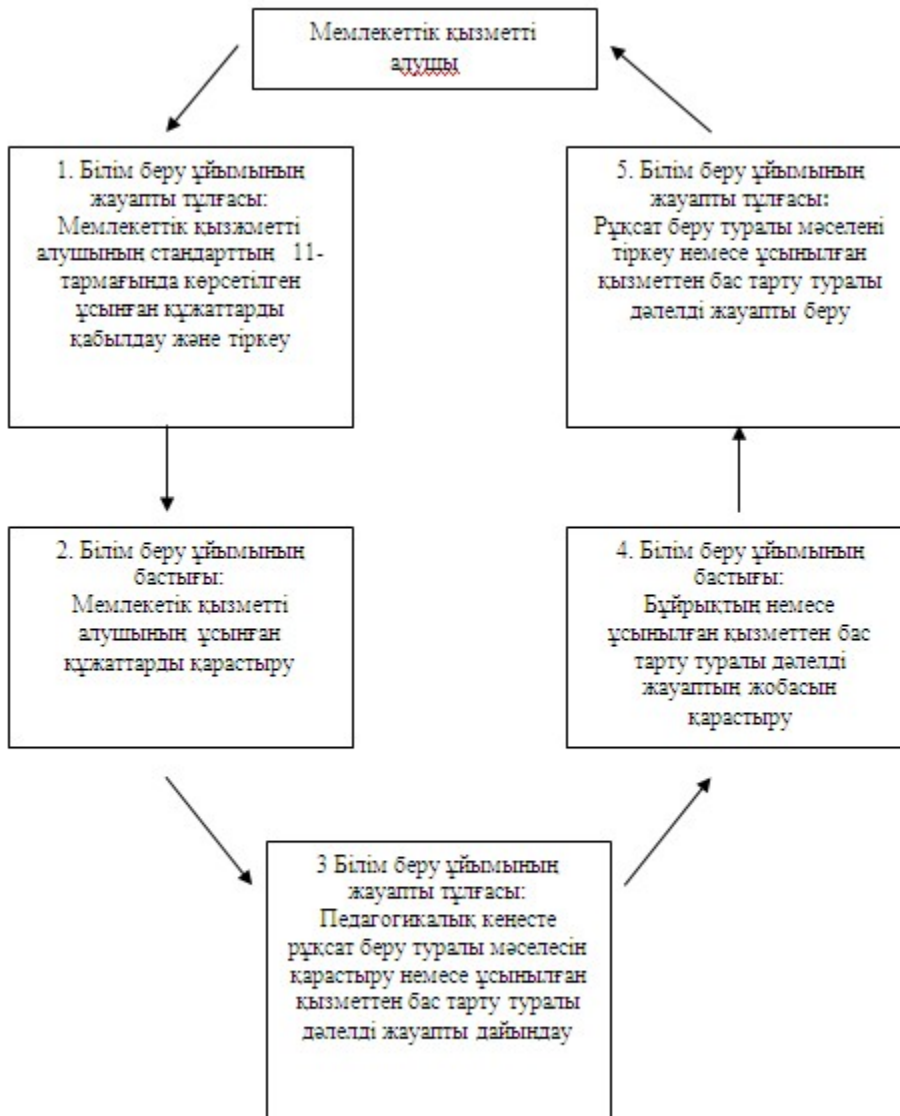 Мемлекеттік қызметті
алушы
1. Білім беру ұйымының
жауапты тұлғасы:
Мемлекеттік қызжметті
алушының стандарттың 11-
тармағында көрсетілген
ұсынған құжаттарды
қабылдау және тіркеу
5. Білім беру ұйымының
жауапты тұлғасы:
Рұқсат беру туралы мәселені
тіркеу немесе ұсынылған
қызметтен бас тарту туралы
дәлелді жауапты беру
2. Білім беру ұйымының
бастығы:
Мемлекетік қызметті
алушының ұсынған
құжаттарды қарастыру
4. Білім беру ұйымының
бастығы:
Бұйрықтың немесе
ұсынылған қызметтен бас
тарту туралы дәлелді
жауаптың жобасын
қарастыру
3 Білім беру ұйымының
жауапты тұлғасы:
Педагогикалық кеңесте
рұқсат беру туралы мәселесін
қарастыру немесе ұсынылған
қызметтен бас тарту туралы
дәлелді жауапты дайындау